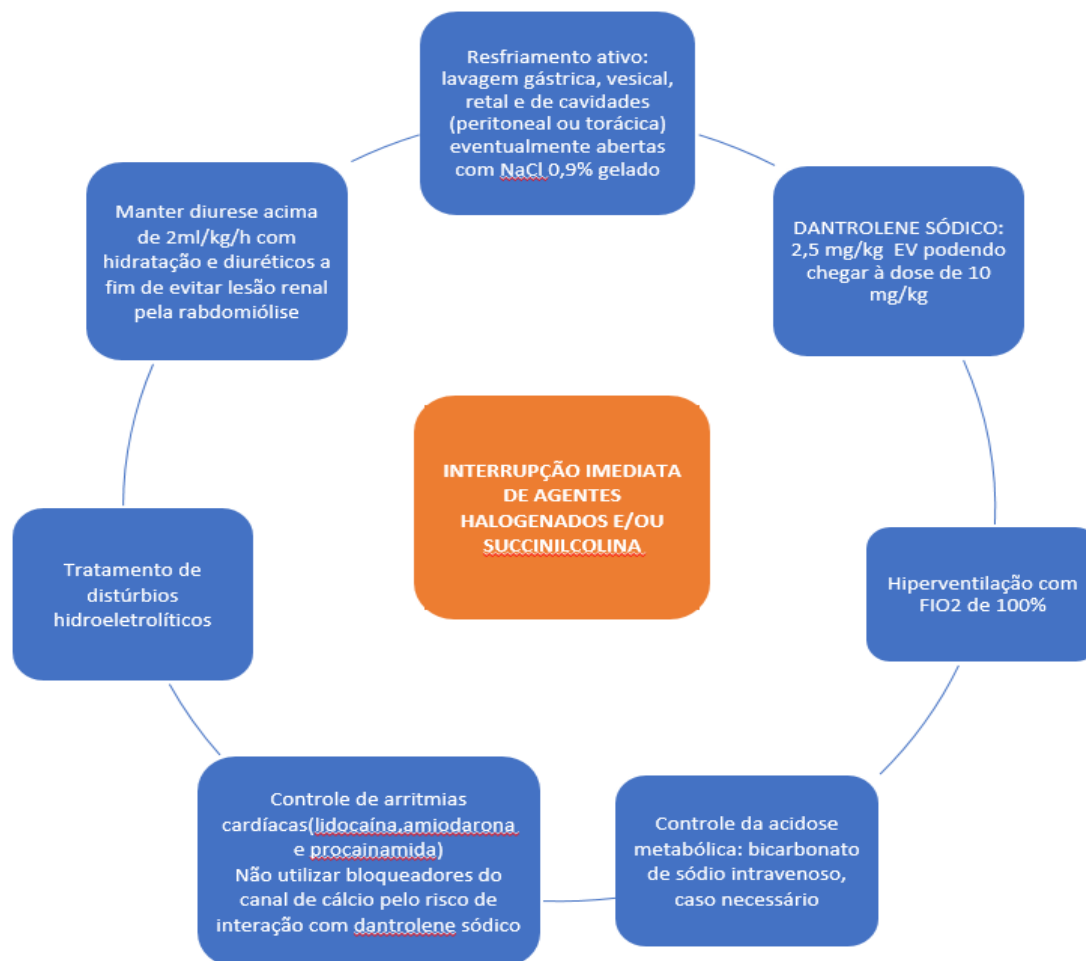 Resfriamento ativo:
lavagem gástrica, vesical,
retal e de cavidades
(peritoneal ou torácica)
eventualmente abertas
com NaCl 0,9% gelado
DANTROLENE SÓDICO:
2,5 mg/kg EV podendo
chegar à dose de 10
mg/kg
Hiperventilação com
FIO2 de 100%
Controle da acidose
metabólica: bicarbonato
de sódio intravenoso,
caso necessário
Controle de arritmias
cardíacas(lidocaína,amiodarona
e procainamida)
Não utilizar bloqueadores do
canal de cálcio pelo risco de
interação com dantrolene sódico
Tratamento de
distúrbios
hidroeletrolíticos
Manter diurese acima
de 2ml/kg/h com
hidratação e diuréticos a
fim de evitar lesão renal
pela rabdomiólise
INTERRUPÇÃO IMEDIATA
DE AGENTES
HALOGENADOS E/OU
SUCCINILCOLINA